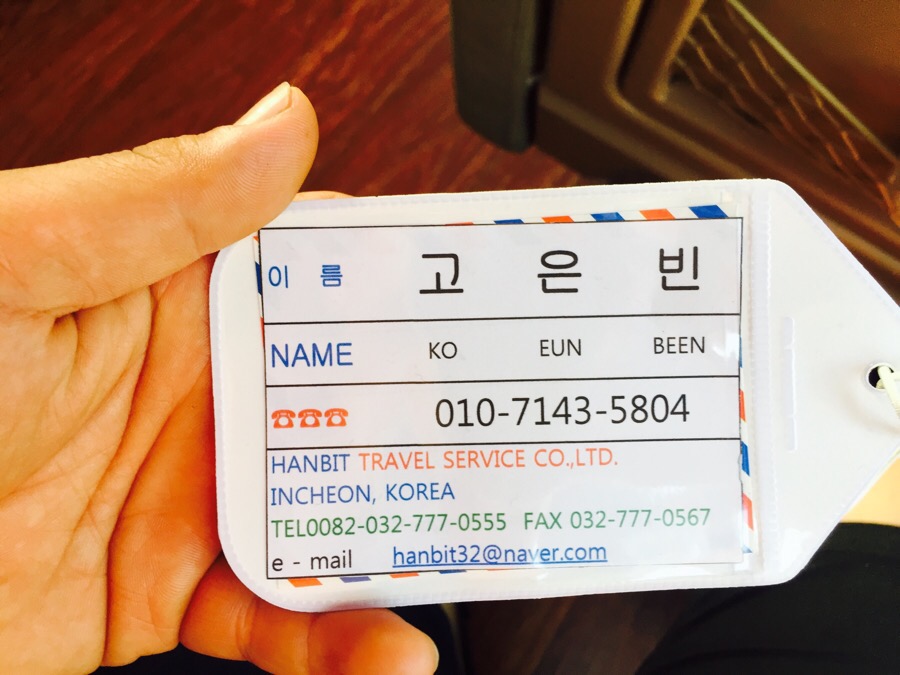 이 름 고 은 빈
NAME KO EUN BEEN
☎☎☎ 010-7143-5804
HANBIT TRAVEL SERVICE CO.,LTD.
INCHEON, KOREA
TEL0082-032-777-0555 FAX 032-777-0567
e - mail hanbit32@naver.com